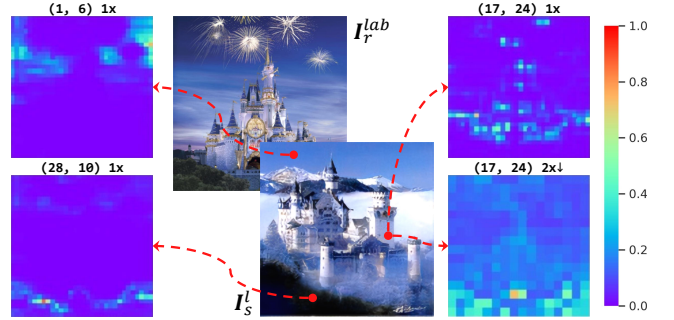 (1, 6) 1x
I_r^{lab}
(17, 24) 1x
1.0
0.8
0.6
0.4
0.2
0.0
(28, 10) 1x
I_s^l
(17, 24) 2x↓